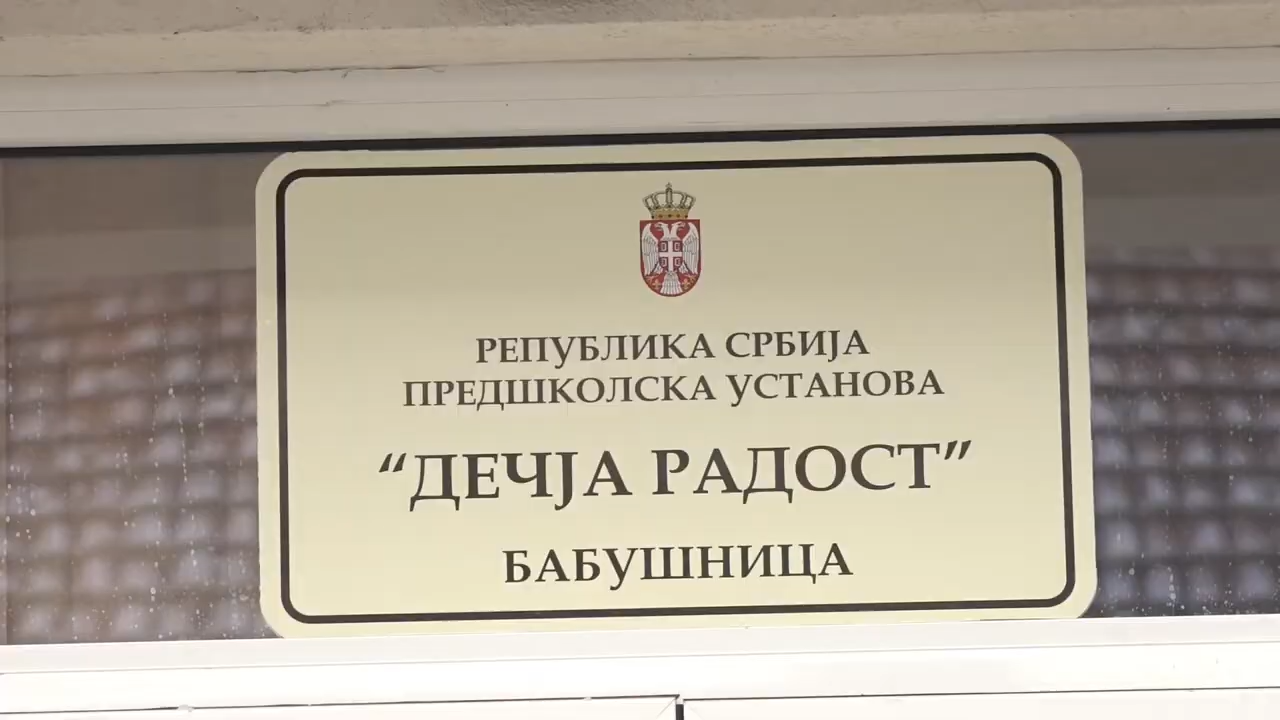 РЕПУБЛИКА СРБИЈА
ПРЕДШКОЛСКА УСТАНОВА
“ДЕЧЈА РАДОСТ”
БАБУШНИЦА